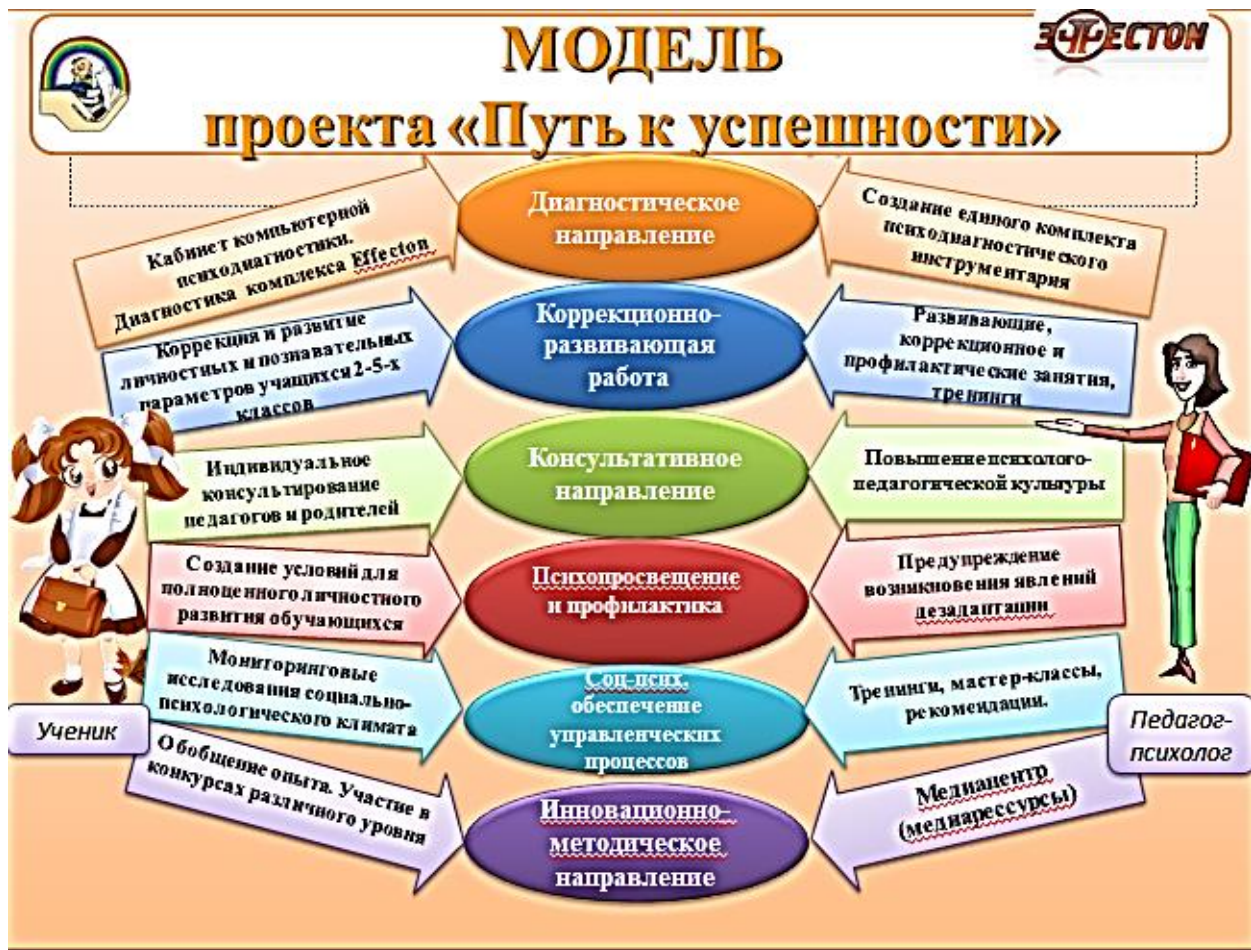 ЭФФЕСТОН
МОДЕЛЬ
проекта «Путь к успешности»
Кабинет компьютерной
психодиагностики.
Диагностика комплекса Effecton
Диагностическое
направление
Создание единого комплекта
психодиагностического
инструментария
Коррекция и развитие
личностных и познавательных
параметров учащихся 2-5-х
классов
Коррекционно-
развивающая
работа
Развивающие,
коррекционное и
профилактические занятия,
тренинги
Индивидуальное
консультирование
педагогов и родителей
Консультативное
направление
Повышение психолого-
педагогической культуры
Создание условий для
полноценного личностного
развития обучающихся
Психопросвещение
и профилактика
Предупреждение
возникновения явлений
дезадаптации
Мониторинговые
исследования социально-
психологического климата
Соц-псих.
обеспечение
управленческих
процессов
Тренинги, мастер-классы,
рекомендации.
Ученик
Педагог-
психолог
Обобщение опыта. Участие в
конкурсах различного уровня
Инновационно-
методическое
направление
Медиацентр
(медиарессурсы)